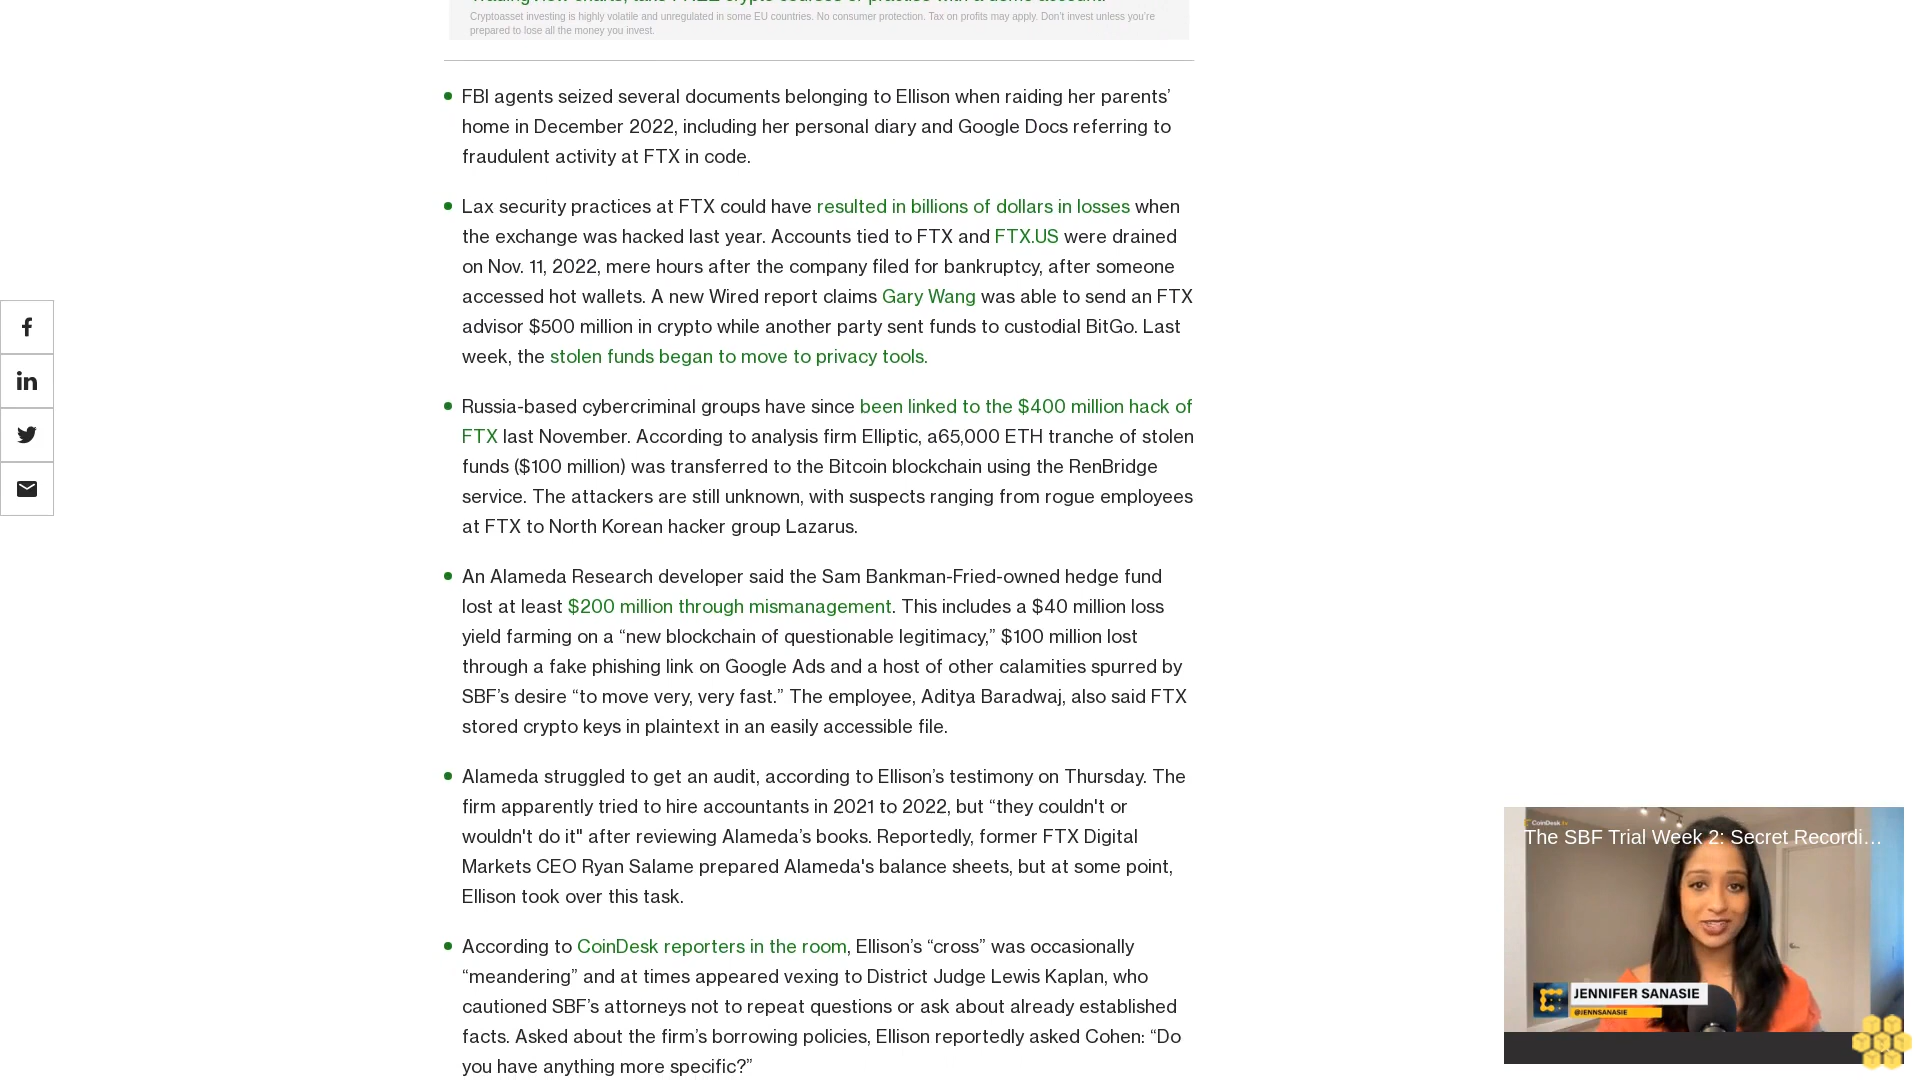 Cryptoasset investing is highly volatile and unregulated in some EU countries. No consumer protection. Tax on profits may apply. Don't invest unless you're
prepared to lose all the money you invest.
FBI agents seized several documents belonging to Ellison when raiding her parents’
home in December 2022, including her personal diary and Google Docs referring to
fraudulent activity at FTX in code.
Lax security practices at FTX could have resulted in billions of dollars in losses when
the exchange was hacked last year. Accounts tied to FTX and FTX.US were drained
on Nov. 11, 2022, mere hours after the company filed for bankruptcy, after someone
accessed hot wallets. A new Wired report claims Gary Wang was able to send an FTX
advisor $500 million in crypto while another party sent funds to custodial BitGo. Last
week, the stolen funds began to move to privacy tools.
Russia-based cybercriminal groups have since been linked to the $400 million hack of
FTX last November. According to analysis firm Elliptic, a65,000 ETH tranche of stolen
funds ($100 million) was transferred to the Bitcoin blockchain using the RenBridge
service. The attackers are still unknown, with suspects ranging from rogue employees
at FTX to North Korean hacker group Lazarus.
An Alameda Research developer said the Sam Bankman-Fried-owned hedge fund
lost at least $200 million through mismanagement. This includes a $40 million loss
yield farming on a “new blockchain of questionable legitimacy,” $100 million lost
through a fake phishing link on Google Ads and a host of other calamities spurred by
SBF’s desire “to move very, very fast.” The employee, Aditya Baradwaj, also said FTX
stored crypto keys in plaintext in an easily accessible file.
Alameda struggled to get an audit, according to Ellison’s testimony on Thursday. The
firm apparently tried to hire accountants in 2021 to 2022, but “they couldn't or
wouldn't do it" after reviewing Alameda’s books. Reportedly, former FTX Digital
Markets CEO Ryan Salame prepared Alameda's balance sheets, but at some point,
Ellison took over this task.
According to CoinDesk reporters in the room, Ellison’s “cross” was occasionally
“meandering” and at times appeared vexing to District Judge Lewis Kaplan, who
cautioned SBF’s attorneys not to repeat questions or ask about already established
facts. Asked about the firm’s borrowing policies, Ellison reportedly asked Cohen: “Do
you have anything more specific?”
CoinDesk tv
The SBF Trial Week 2: Secret Recordi…
JENNIFER SANASIE
@JENNSANASIE